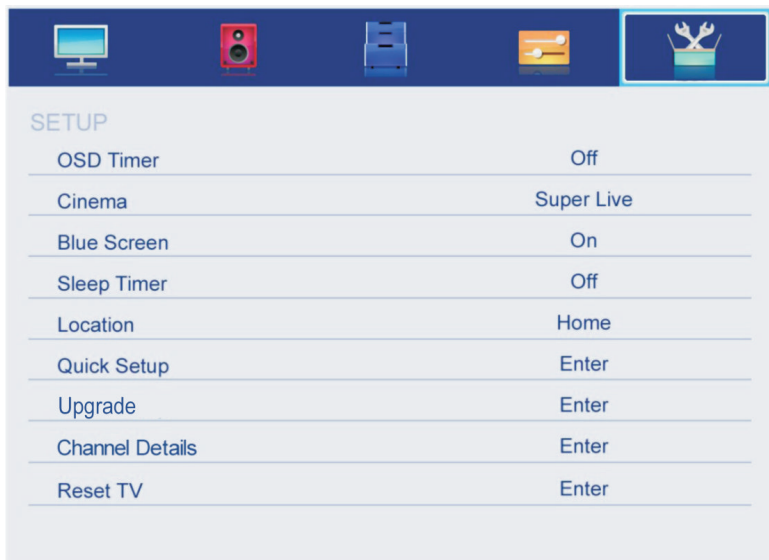 SETUP
OSD Timer Off
Cinema Super Live
Blue Screen On
Sleep Timer Off
Location Home
Quick Setup Enter
Upgrade Enter
Channel Details Enter
Reset TV Enter